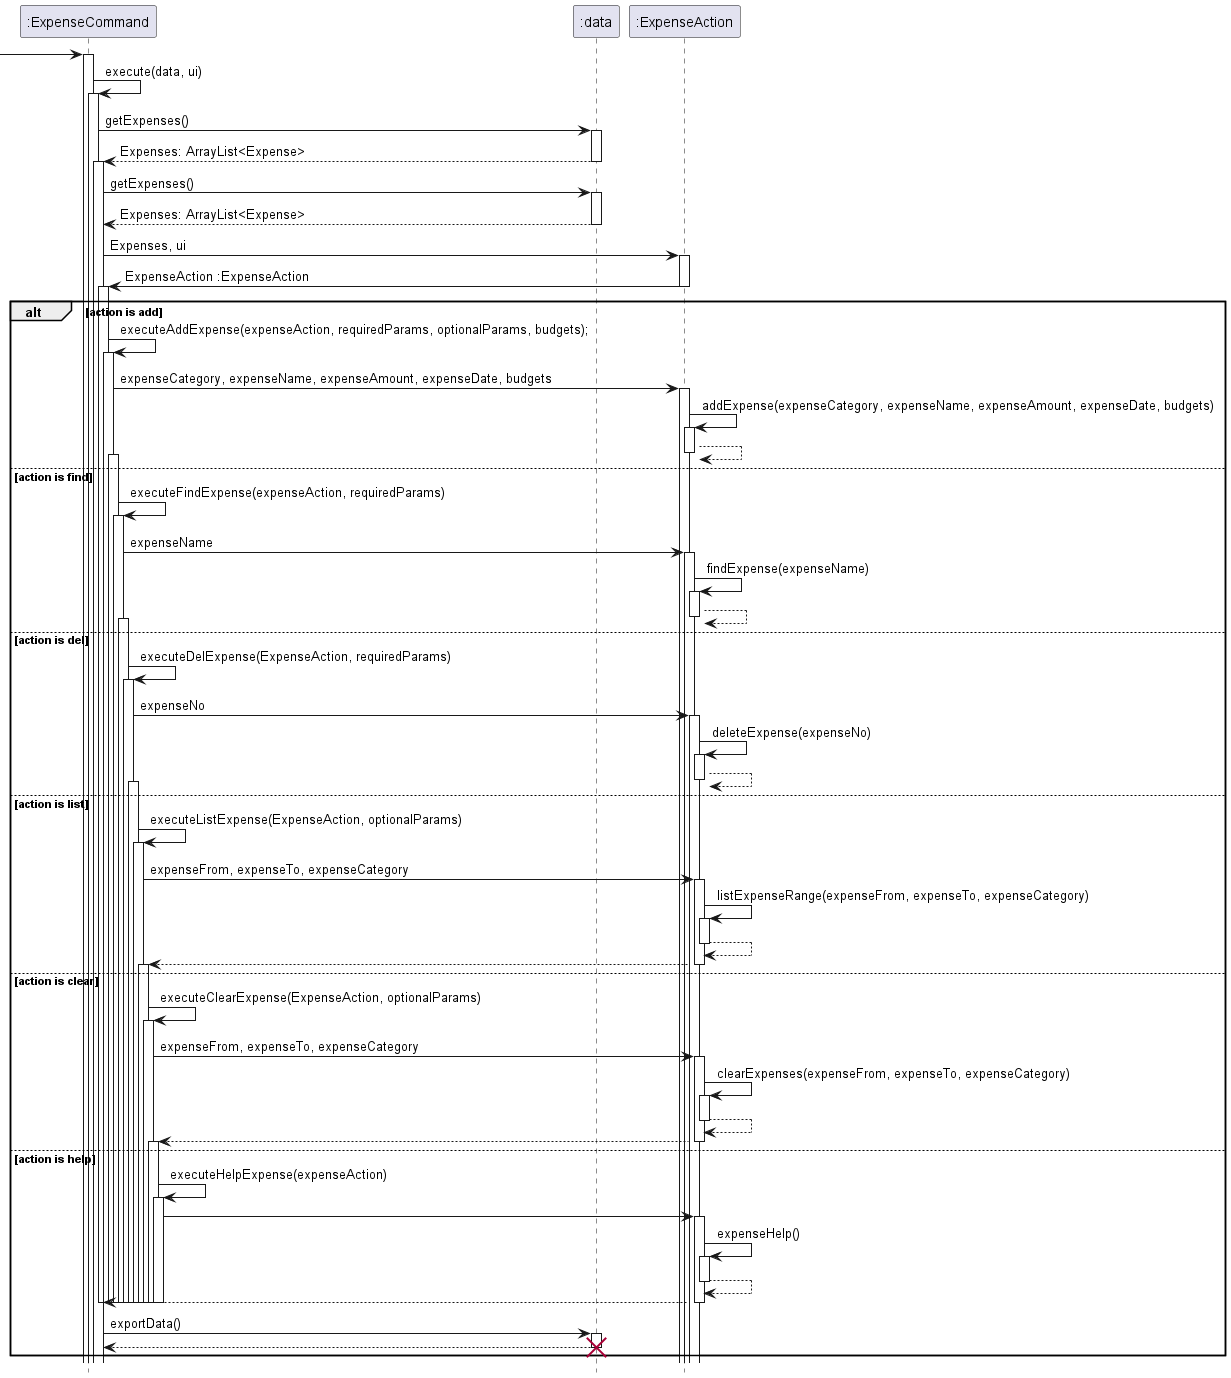 :ExpenseCommand
:data
:ExpenseAction
execute(data, ui)
getExpenses()
Expenses: ArrayList<Expense>
getExpenses()
Expenses: ArrayList<Expense>
Expenses, ui
ExpenseAction :ExpenseAction
alt
[action is add]
executeAddExpense(expenseAction, requiredParams, optionalParams, budgets);
expenseCategory, expenseName, expenseAmount, expenseDate, budgets
addExpense(expenseCategory, expenseName, expenseAmount, expenseDate, budgets)
[action is find]
executeFindExpense(expenseAction, requiredParams)
expenseName
findExpense(expenseName)
[action is del]
executeDelExpense(ExpenseAction, requiredParams)
expenseNo
deleteExpense(expenseNo)
[action is list]
executeListExpense(ExpenseAction, optionalParams)
expenseFrom, expenseTo, expenseCategory
listExpenseRange(expenseFrom, expenseTo, expenseCategory)
[action is clear]
executeClearExpense(ExpenseAction, optionalParams)
expenseFrom, expenseTo, expenseCategory
clearExpenses(expenseFrom, expenseTo, expenseCategory)
[action is help]
executeHelpExpense(expenseAction)
expenseHelp()
exportData()